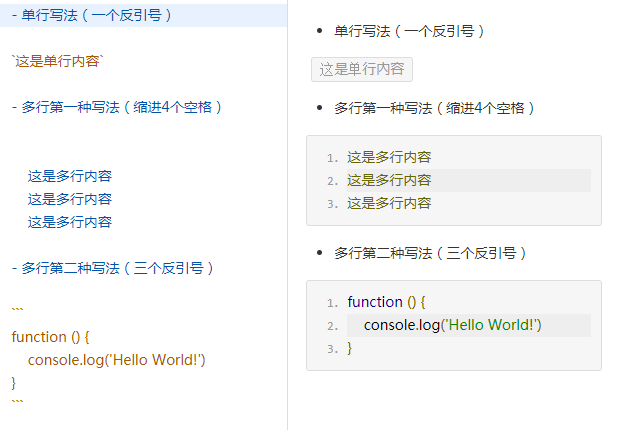 - 单行写法（一个反引号）
`这是单行内容`
- 多行第一种写法（缩进4个空格）
这是多行内容
这是多行内容
这是多行内容
- 多行第二种写法（三个反引号）
```
function () {
    console.log('Hello World!')
}
```
• 单行写法（一个反引号）
这是单行内容
• 多行第一种写法（缩进4个空格）
1. 这是多行内容
2. 这是多行内容
3. 这是多行内容
• 多行第二种写法（三个反引号）
1. function () {
2.     console.log('Hello World!')
3. }